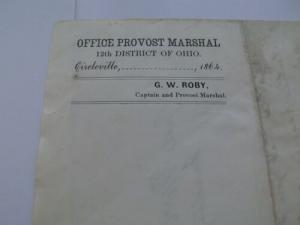 OFFICE PROVOST MARSHAL
12th DISTRICT OF OHIO.
Circleville,..................., 1864.
G. W. ROBY,
Captain and Provost Marshal.